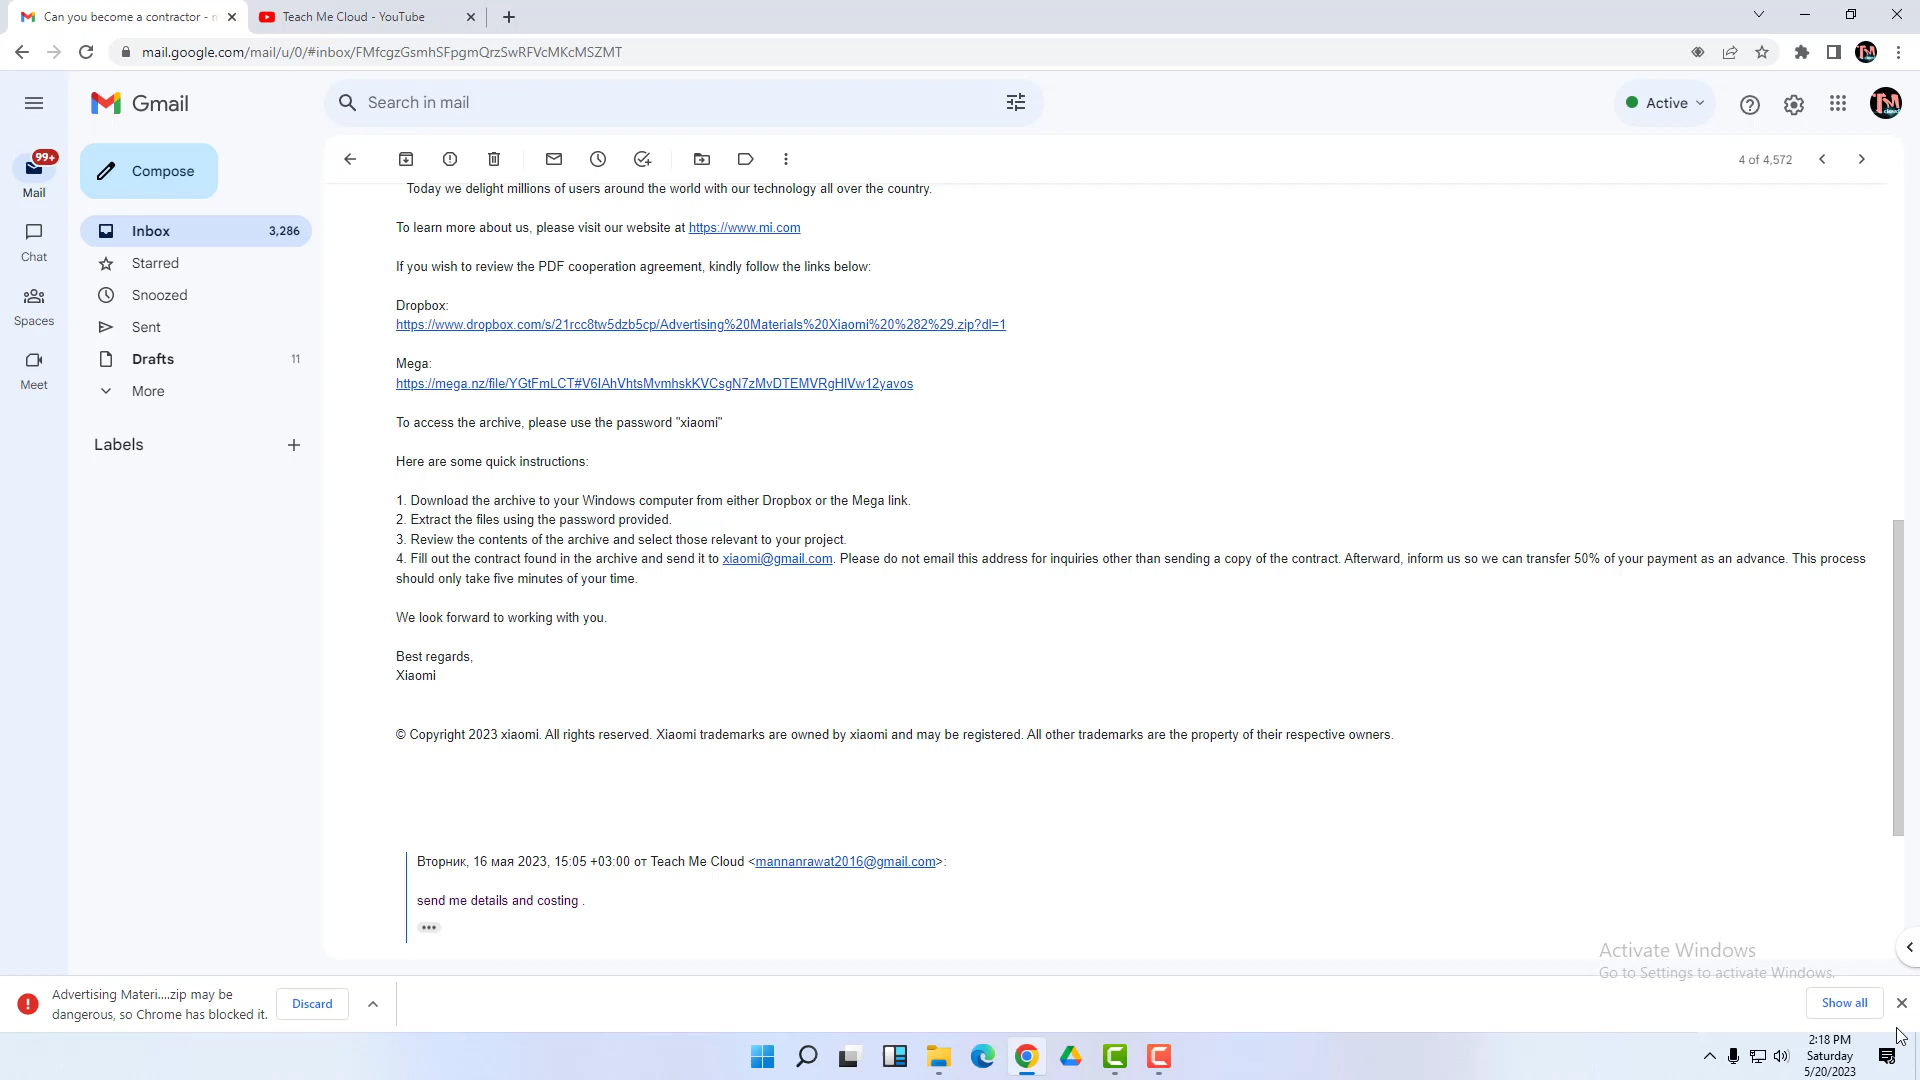 Can you become a contractor -
Teach Me Cloud - YouTube
mail.google.com/mail/u/0/#inbox/FMfcgzGsmhSFpgmQrzSwRFVcMKcMSZMT
Gmail
Search in mail
Active
99+
Mail
Compose
4 of 4,572
Today we delight millions of users around the world with our technology all over the country.
Inbox 3,286
Chat
Starred
Snoozed
Spaces
Sent
Drafts 11
Meet
More
Labels
To learn more about us, please visit our website at https://www.mi.com
If you wish to review the PDF cooperation agreement, kindly follow the links below:
Dropbox:
https://www.dropbox.com/s/21rcc8tw5dzb5cp/Advertising%20Materials%20Xiaomi%20%282%29.zip?dl=1
Mega:
https://mega.nz/file/YGtFmLCT#V6IAhVhtsMvmhskKVCsgN7zMvDTEMVRgHlVw12yavos
To access the archive, please use the password "xiaomi"
Here are some quick instructions:
1. Download the archive to your Windows computer from either Dropbox or the Mega link.
2. Extract the files using the password provided.
3. Review the contents of the archive and select those relevant to your project.
4. Fill out the contract found in the archive and send it to xiaomi@gmail.com. Please do not email this address for inquiries other than sending a copy of the contract. Afterward, inform us so we can transfer 50% of your payment as an advance. This process
should only take five minutes of your time.
We look forward to working with you.
Best regards,
Xiaomi
© Copyright 2023 xiaomi. All rights reserved. Xiaomi trademarks are owned by xiaomi and may be registered. All other trademarks are the property of their respective owners.
Вторник, 16 мая 2023, 15:05 +03:00 от Teach Me Cloud <mannanrawat2016@gmail.com>:
send me details and costing .
Activate Windows
Go to Settings to activate Windows.
Advertising Materi....zip may be
dangerous, so Chrome has blocked it.
Discard
Show all
2:18 PM
Saturday
5/20/2023